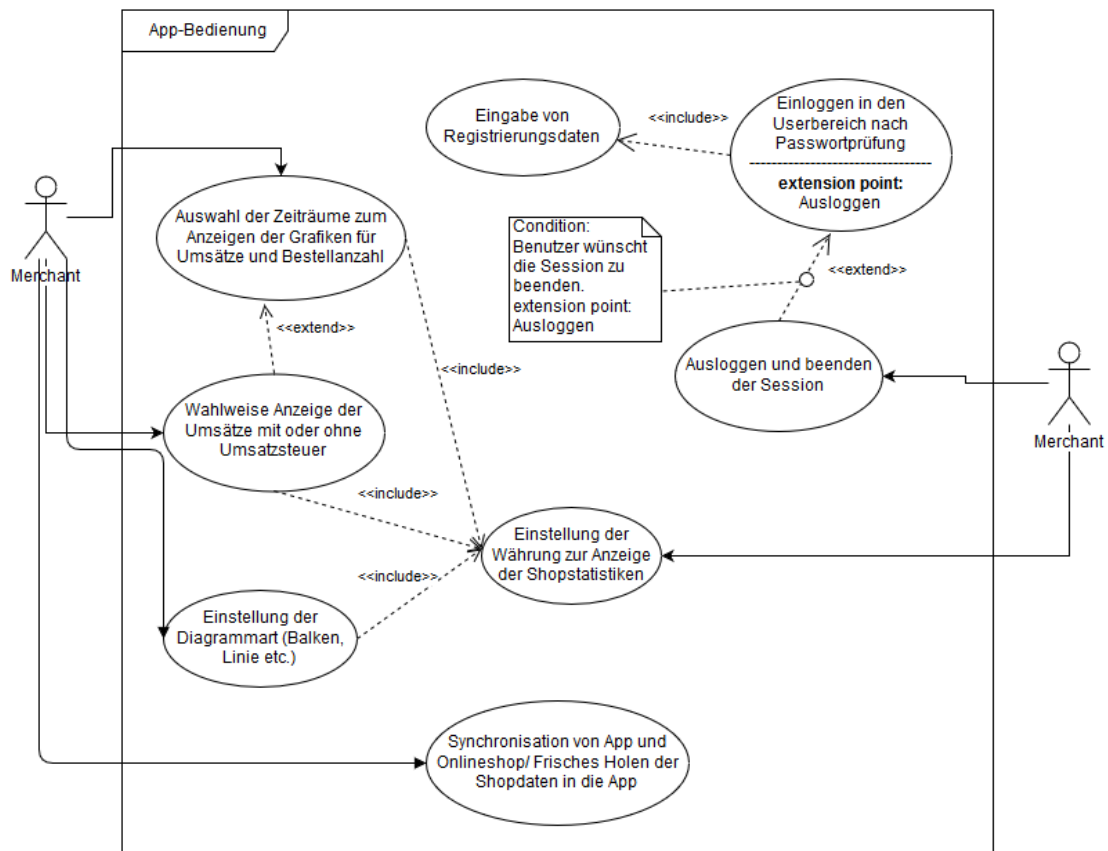 App-Bedienung
Eingabe von
Registrierungsdaten
<<include>>
Einloggen in den
Userbereich nach
Passwortprüfung
extension point:
Ausloggen
Merchant
Auswahl der Zeiträume zum
Anzeigen der Grafiken für
Umsätze und Bestellanzahl
Condition:
Benutzer wünscht
die Session zu
beenden.
extension point:
Ausloggen
<<extend>>
<<extend>>
<<include>>
Ausloggen und beenden
der Session
Merchant
Wahlweise Anzeige der
Umsätze mit oder ohne
Umsatzsteuer
<<include>>
Einstellung der
Währung zur Anzeige
der Shopstatistiken
<<include>>
Einstellung der
Diagrammart (Balken,
Linie etc.)
Synchronisation von App und
Onlineshop/ Frisches Holen der
Shopdaten in die App